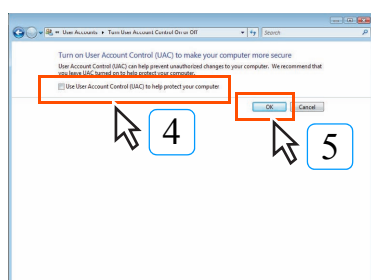 « User Accounts ▸ Turn User Account Control On or Off
Search
Turn on User Account Control (UAC) to make your computer more secure
User Account Control (UAC) can help prevent unauthorized changes to your computer. We recommend that
you leave UAC turned on to help protect your computer.
Use User Account Control (UAC) to help protect your computer
OK
Cancel
4
5